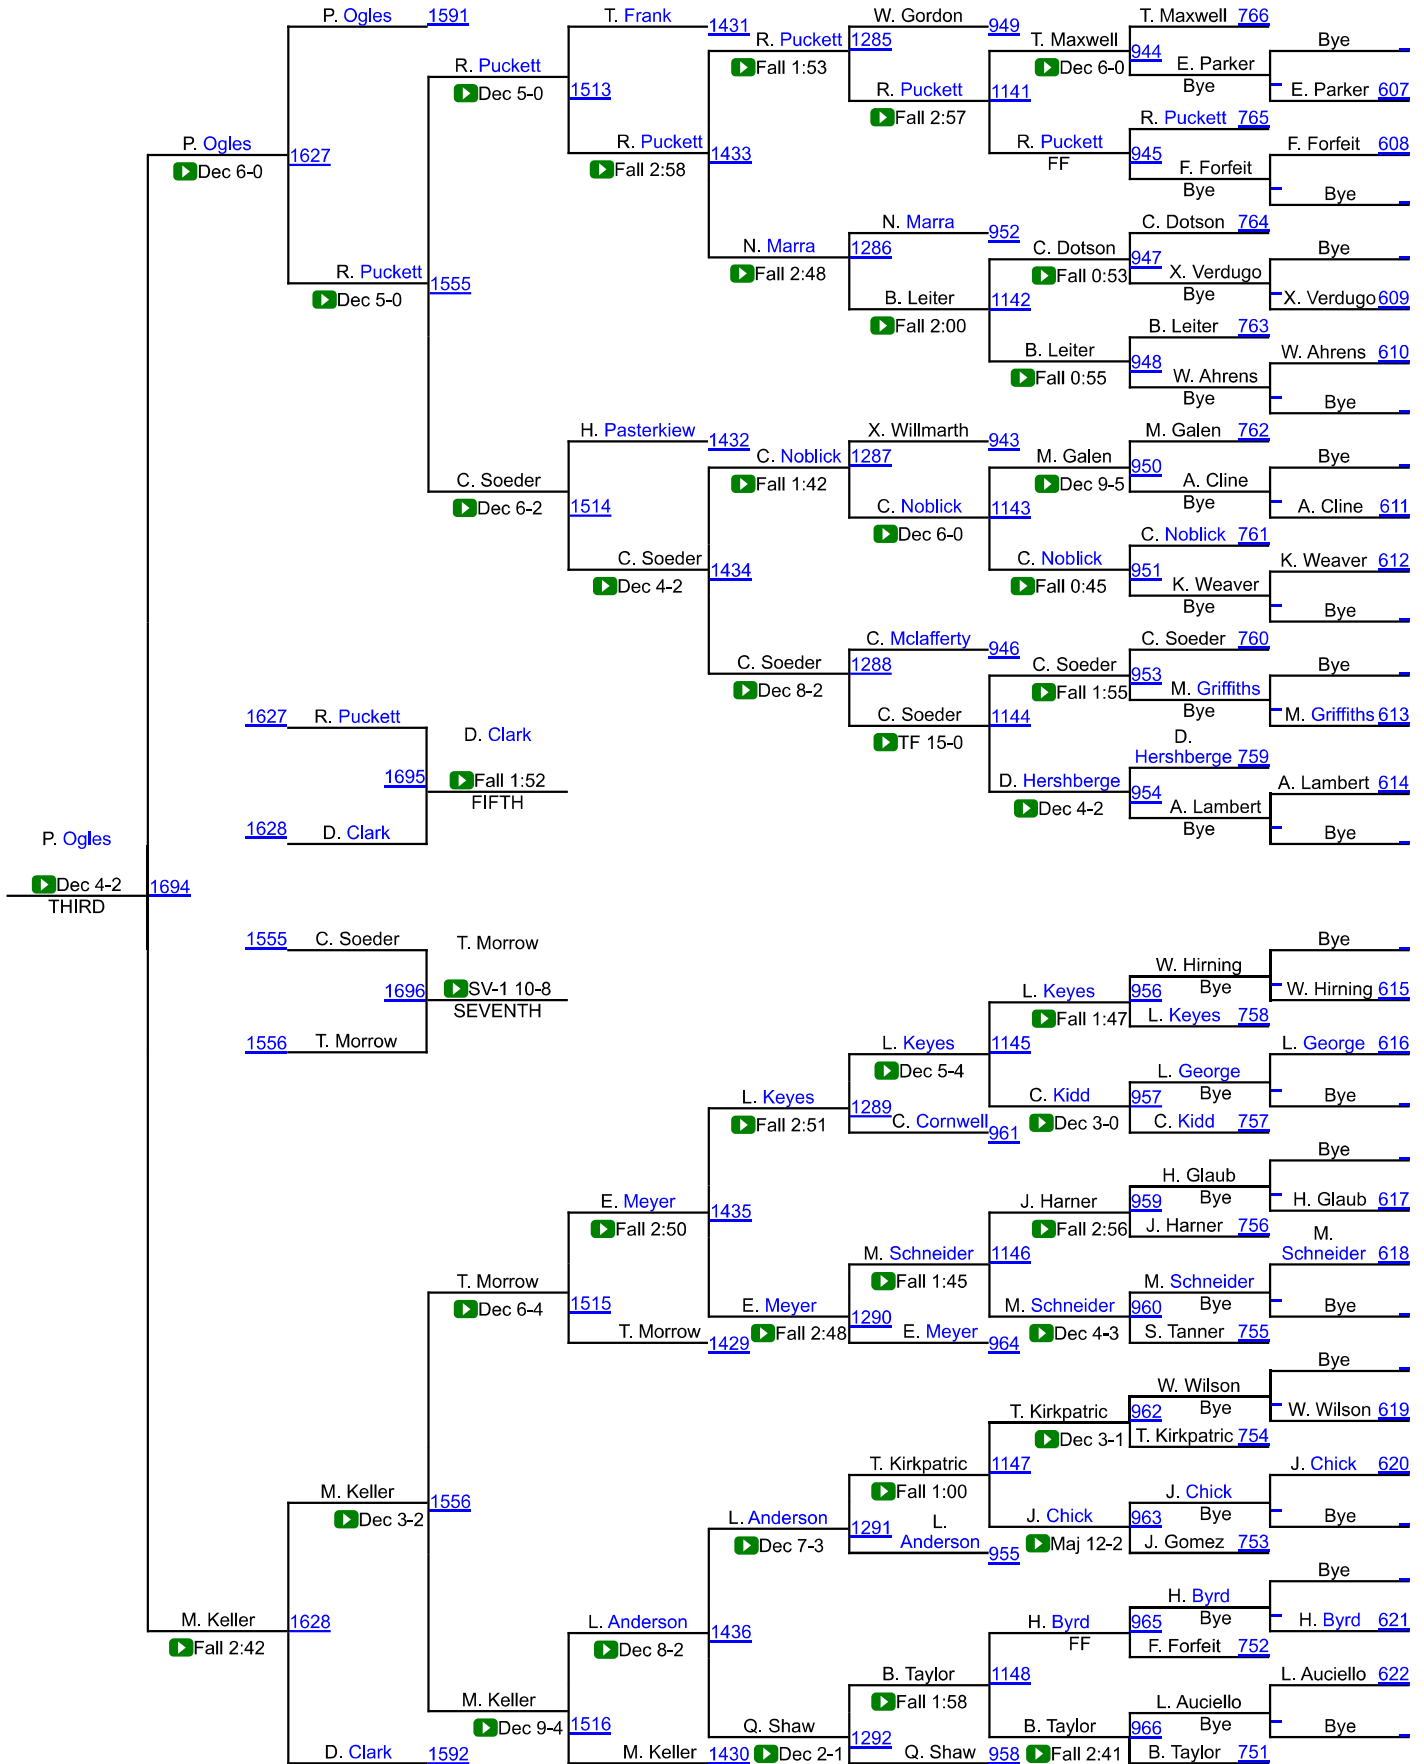 P. Ogles 1591
T. Frank 1431
W. Gordon 949
T. Maxwell 766
R. Puckett 1285
T. Maxwell
Bye
Fall 1:53
Dec 6-0
944
E. Parker
R. Puckett
Bye
E. Parker 607
Dec 5-0
1513
R. Puckett 1141
Fall 2:57
R. Puckett 765
R. Puckett 1433
R. Puckett 945
F. Forfeit 608
P. Ogles 1627
Fall 2:58
FF
F. Forfeit
Dec 6-0
Bye
Bye
N. Marra 952
C. Dotson 764
N. Marra 1286
C. Dotson 947
Bye
R. Puckett 1555
Fall 2:48
Fall 0:53
X. Verdugo
Dec 5-0
B. Leiter 1142
Bye
X. Verdugo 609
Fall 2:00
B. Leiter 763
B. Leiter 948
W. Ahrens 610
Fall 0:55
W. Ahrens
Bye
Bye
H. Pasterkiew 1432
X. Willmarth 943
M. Galen 762
C. Noblick 1287
M. Galen 950
Bye
C. Soeder
Fall 1:42
Dec 9-5
A. Cline
Dec 6-2
1514
C. Noblick 1143
Bye
A. Cline 611
Dec 6-0
C. Noblick 761
C. Soeder 1434
C. Noblick 951
K. Weaver 612
Dec 4-2
Fall 0:45
K. Weaver
Bye
Bye
C. Mclafferty 946
C. Soeder 760
C. Soeder 1288
C. Soeder 953
Bye
Dec 8-2
Fall 1:55
M. Griffiths
1627 R. Puckett
C. Soeder 1144
Bye
M. Griffiths 613
D. Clark
TF 15-0
D.
Hershberge 759
1695
Fall 1:52
D. Hershberge 954
A. Lambert 614
FIFTH
Dec 4-2
A. Lambert
1628 D. Clark
Bye
Bye
P. Ogles
Dec 4-2
1694
THIRD
1555 C. Soeder
T. Morrow
Bye
W. Hirning
1696
SV-1 10-8
L. Keyes 956
Bye
W. Hirning 615
SEVENTH
Fall 1:47
L. Keyes 758
1556 T. Morrow
L. Keyes 1145
L. George 616
Dec 5-4
L. George
L. Keyes 1289
C. Kidd 957
Bye
Bye
Fall 2:51
C. Cornwell 961
Dec 3-0
C. Kidd 757
Bye
H. Glaub
E. Meyer 1435
J. Harner 959
Bye
H. Glaub 617
Fall 2:50
Fall 2:56
J. Harner 756
M.
M. Schneider 1146
Schneider 618
T. Morrow
Fall 1:45
M. Schneider
Dec 6-4
1515
E. Meyer 1290
M. Schneider 960
Bye
Bye
T. Morrow 1429
Fall 2:48
E. Meyer 964
Dec 4-3
S. Tanner 755
Bye
W. Wilson
T. Kirkpatric 962
Bye
W. Wilson 619
Dec 3-1
T. Kirkpatric 754
T. Kirkpatric 1147
J. Chick 620
M. Keller 1556
Fall 1:00
J. Chick
Dec 3-2
L. Anderson 1291
L.
Anderson 955
J. Chick 963
Bye
Bye
Dec 7-3
Maj 12-2
J. Gomez 753
Bye
H. Byrd
M. Keller 1628
L. Anderson 1436
H. Byrd 965
Bye
H. Byrd 621
Fall 2:42
Dec 8-2
FF
F. Forfeit 752
B. Taylor 1148
L. Auciello 622
M. Keller
Fall 1:58
L. Auciello
Dec 9-4
1516
Q. Shaw 1292
B. Taylor 966
Bye
Bye
D. Clark 1592
M. Keller 1430
Dec 2-1
Q. Shaw 958
Fall 2:41
B. Taylor 751